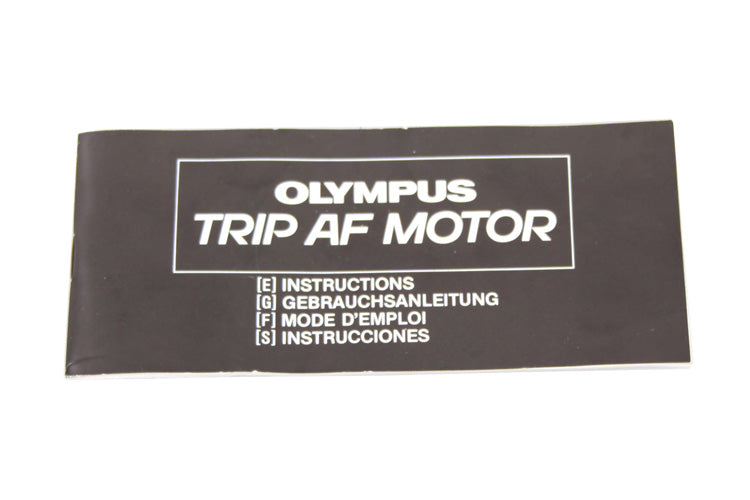 OLYMPUS
TRIP AF MOTOR
[E] INSTRUCTIONS
[G] GEBRAUCHSANLEITUNG
[F] MODE D'EMPLOI
[S] INSTRUCCIONES